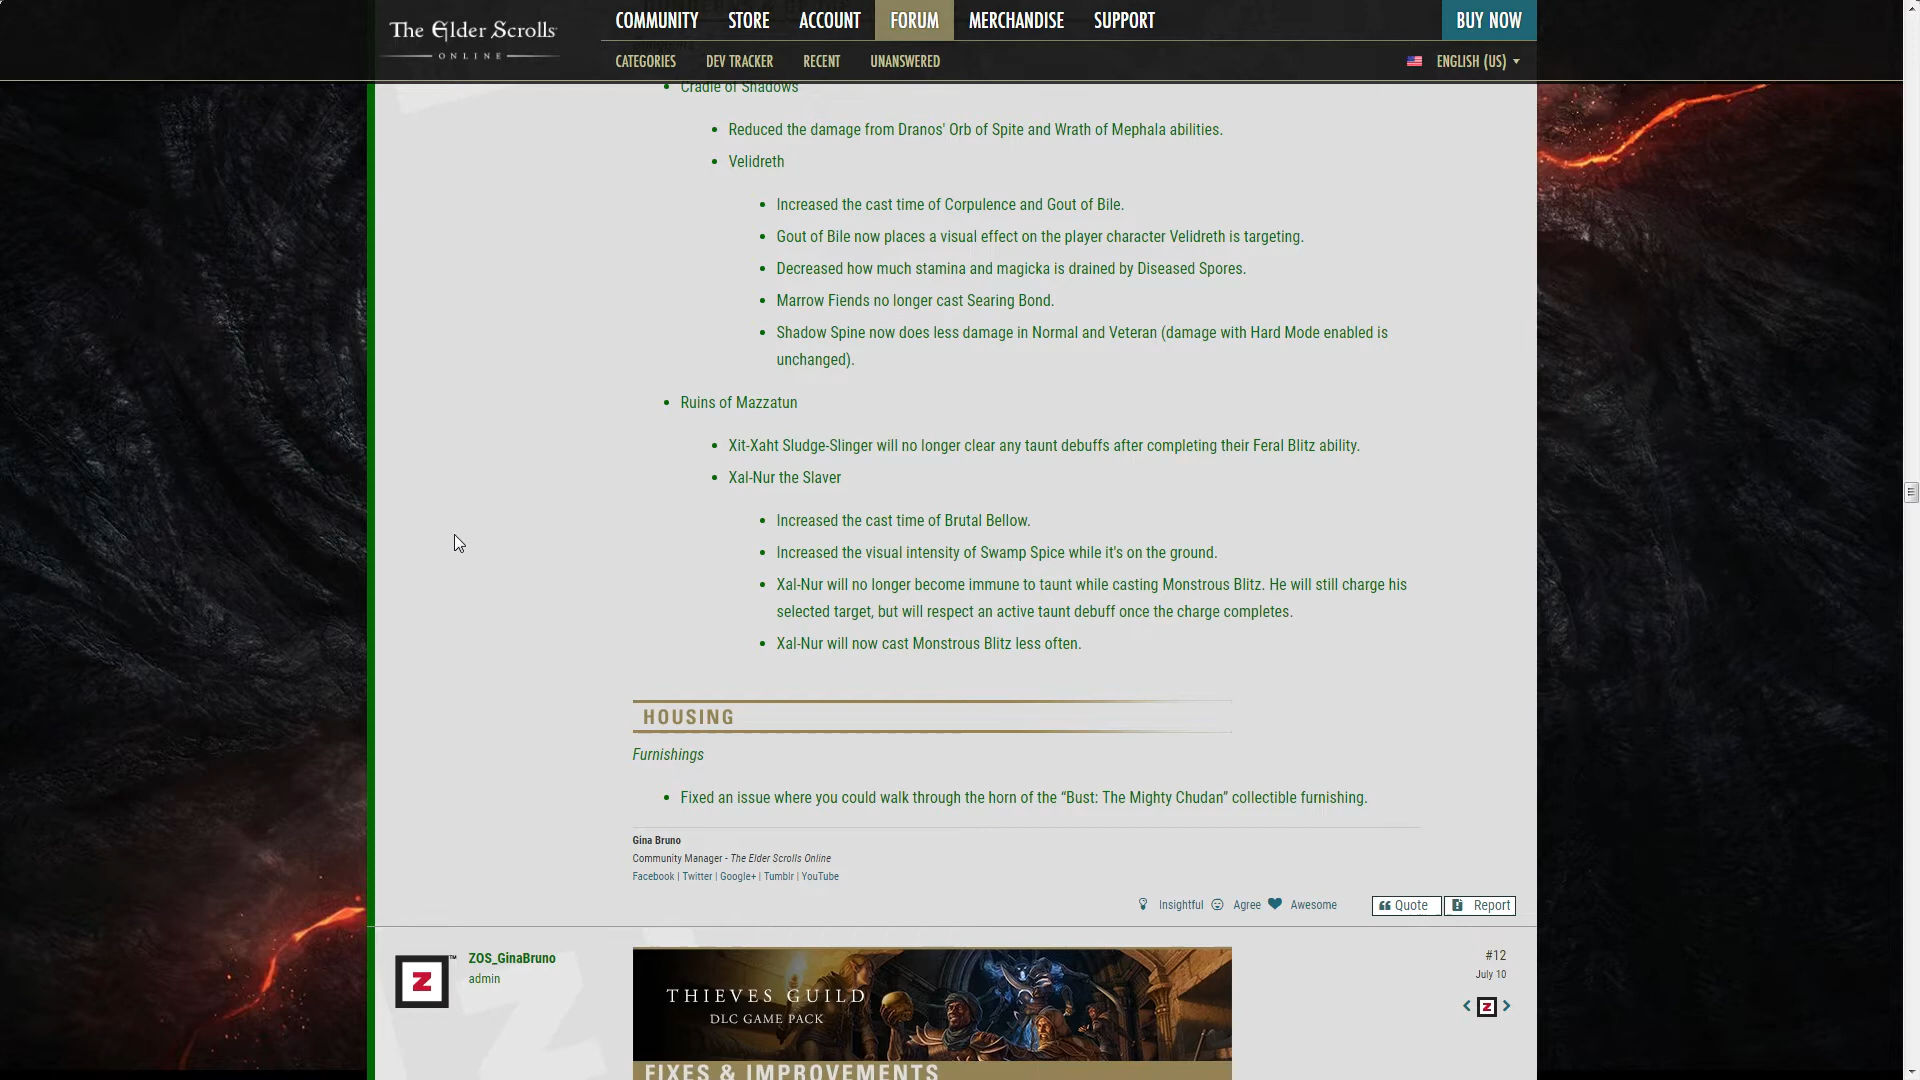 The Elder Scrolls
ONLINE
COMMUNITY STORE ACCOUNT FORUM MERCHANDISE SUPPORT BUY NOW
CATEGORIES DEV TRACKER RECENT UNANSWERED ENGLISH (US)
Cradle of Shadows
Reduced the damage from Dranos' Orb of Spite and Wrath of Mephala abilities.
Velidreth
Increased the cast time of Corpulence and Gout of Bile.
Gout of Bile now places a visual effect on the player character Velidreth is targeting.
Decreased how much stamina and magicka is drained by Diseased Spores.
Marrow Fiends no longer cast Searing Bond.
Shadow Spine now does less damage in Normal and Veteran (damage with Hard Mode enabled is
unchanged).
Ruins of Mazzatun
Xit-Xaht Sludge-Slinger will no longer clear any taunt debuffs after completing their Feral Blitz ability.
Xal-Nur the Slaver
Increased the cast time of Brutal Bellow.
Increased the visual intensity of Swamp Spice while it's on the ground.
Xal-Nur will no longer become immune to taunt while casting Monstrous Blitz. He will still charge his
selected target, but will respect an active taunt debuff once the charge completes.
Xal-Nur will now cast Monstrous Blitz less often.
HOUSING
Furnishings
Fixed an issue where you could walk through the horn of the “Bust: The Mighty Chudan” collectible furnishing.
Gina Bruno
Community Manager - The Elder Scrolls Online
Facebook | Twitter | Google+ | Tumblr | YouTube
Insightful Agree Awesome Quote Report
ZOS_GinaBruno
admin
#12
July 10
THIEVES GUILD
DLC GAME PACK
FIXES & IMPROVEMENTS